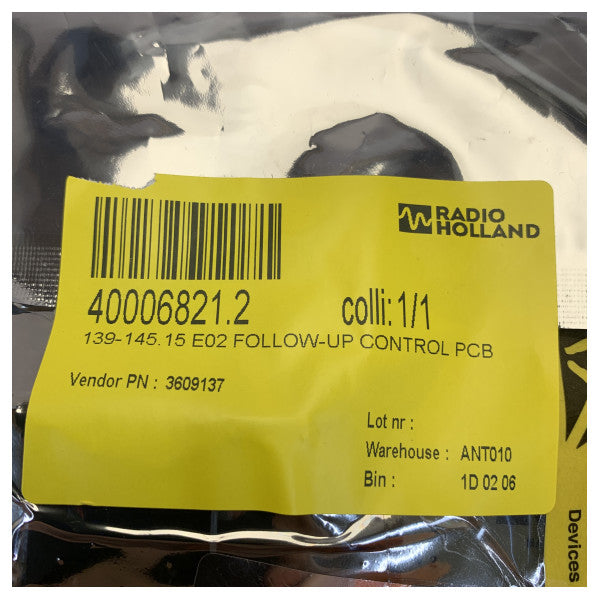 RADIO
HOLLAND
40006821.2 colli: 1/1
139-145.15 E02 FOLLOW-UP CONTROL PCB
Vendor PN : 3609137
Lot nr :
Warehouse : ANT010
Bin : 1D 02 06
Devices